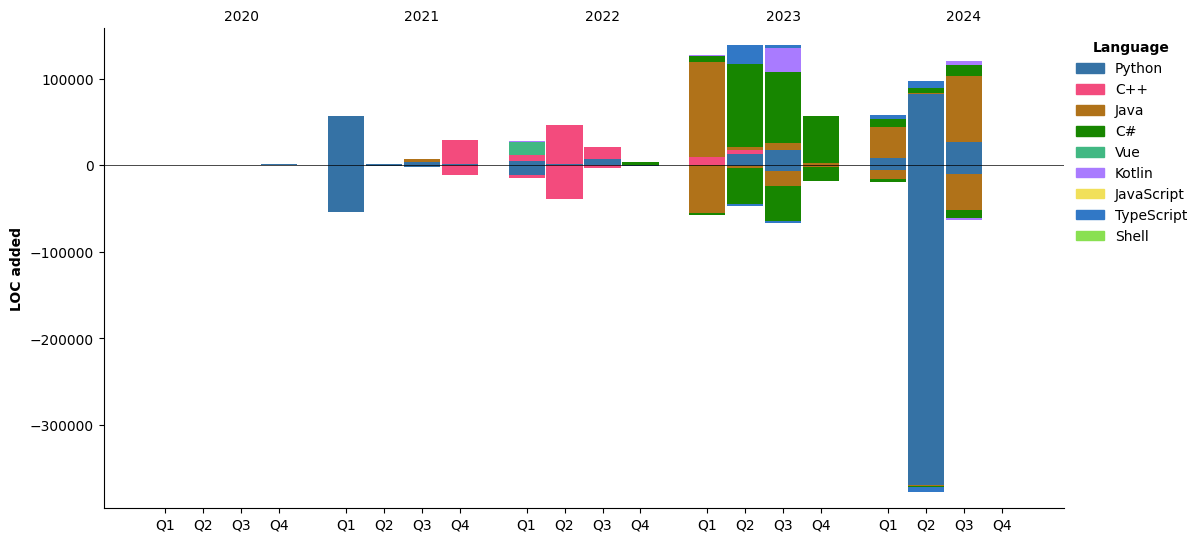 2020 2021 2022 2023 2024
Language
Python
C++
Java
C#
Vue
Kotlin
JavaScript
TypeScript
Shell
LOC added
100000
0
−100000
−200000
−300000
Q1 Q2 Q3 Q4 Q1 Q2 Q3 Q4 Q1 Q2 Q3 Q4 Q1 Q2 Q3 Q4 Q1 Q2 Q3 Q4